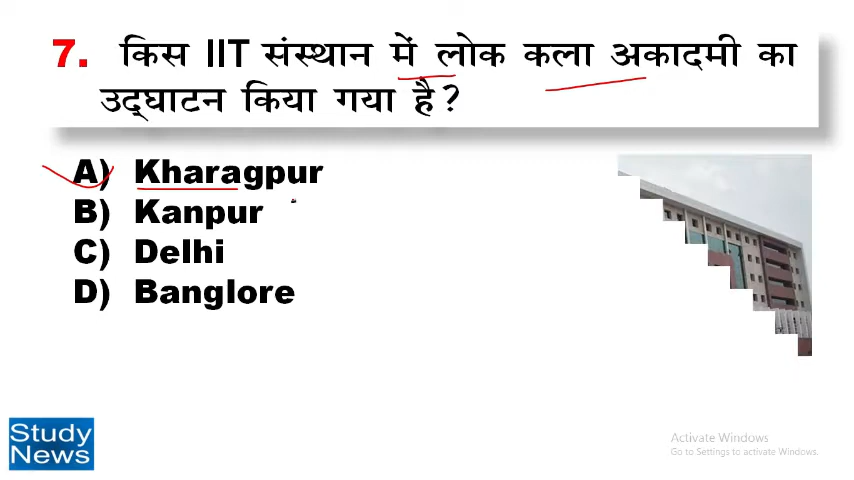 7. किस IIT संस्थान में लोक कला अकादमी का
उद्घाटन किया गया है?
A) Kharagpur
B) Kanpur
C) Delhi
D) Banglore
Study
News
Activate Windows
Go to Settings to activate Windows.